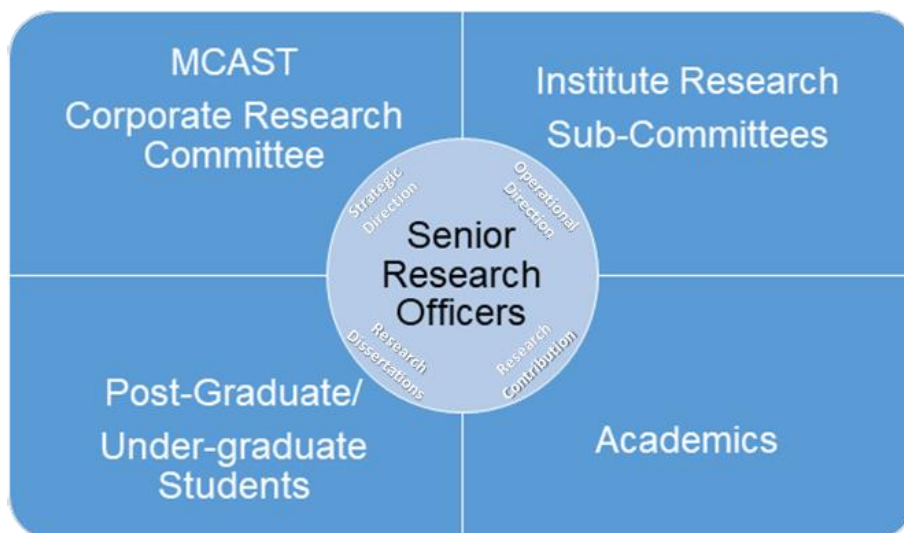 MCAST
Corporate Research
Committee
Institute Research
Sub-Committees
Strategic
Direction
Operational
Direction
Senior
Research
Officers
Research
Dissertations
Research
Contribution
Post-Graduate/
Under-graduate
Students
Academics